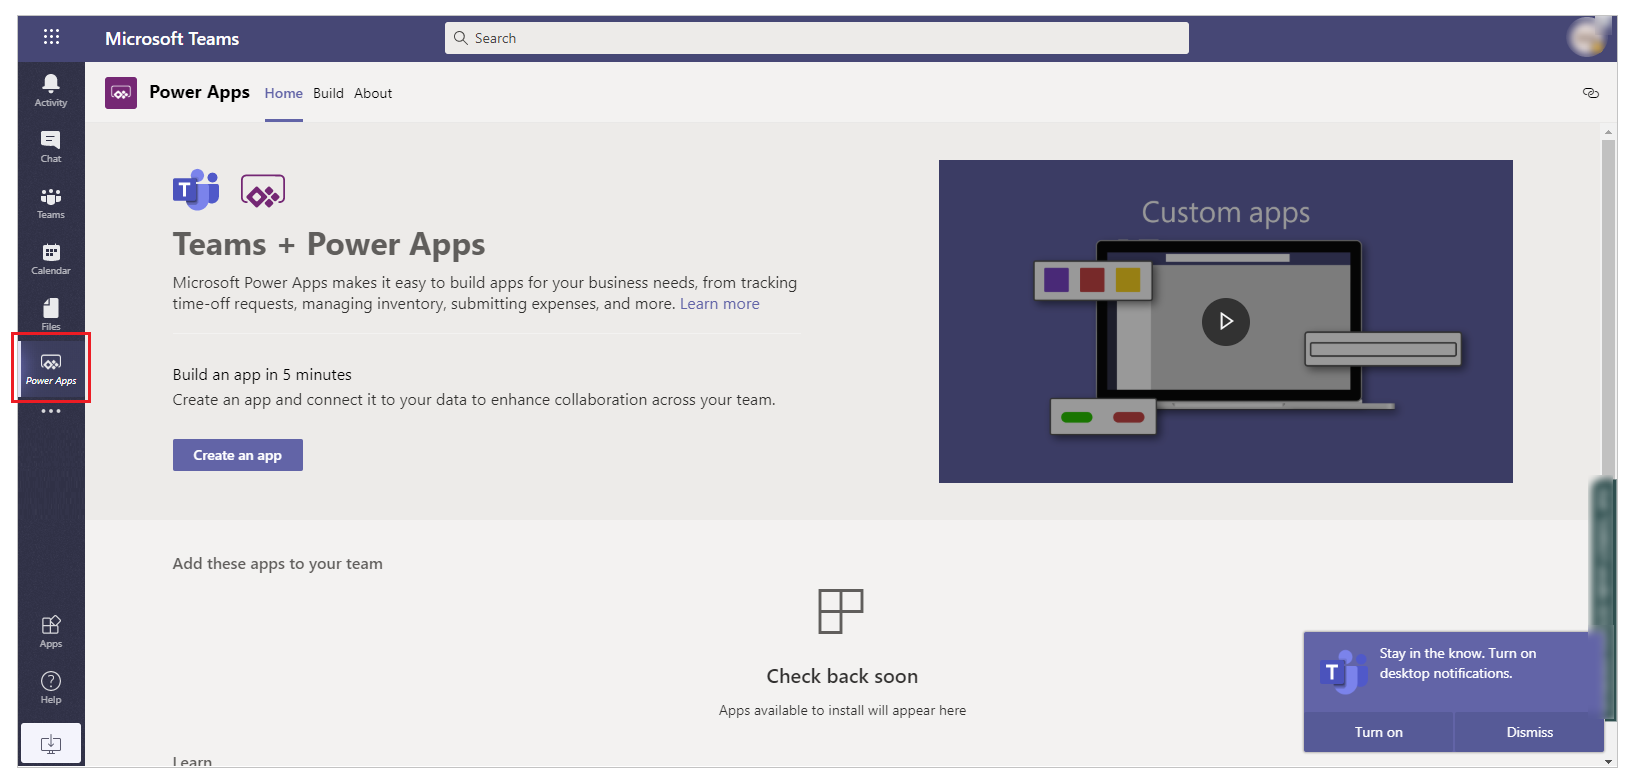 Microsoft Teams
Search
Activity
Chat
Teams
Calendar
Files
Power Apps
Apps
Help
Power Apps Home Build About
T
Teams + Power Apps
Microsoft Power Apps makes it easy to build apps for your business needs, from tracking
time-off requests, managing inventory, submitting expenses, and more. Learn more
Build an app in 5 minutes
Create an app and connect it to your data to enhance collaboration across your team.
Create an app
Custom apps
Add these apps to your team
Check back soon
Apps available to install will appear here
Learn
T
Stay in the know. Turn on
desktop notifications.
Turn on Dismiss